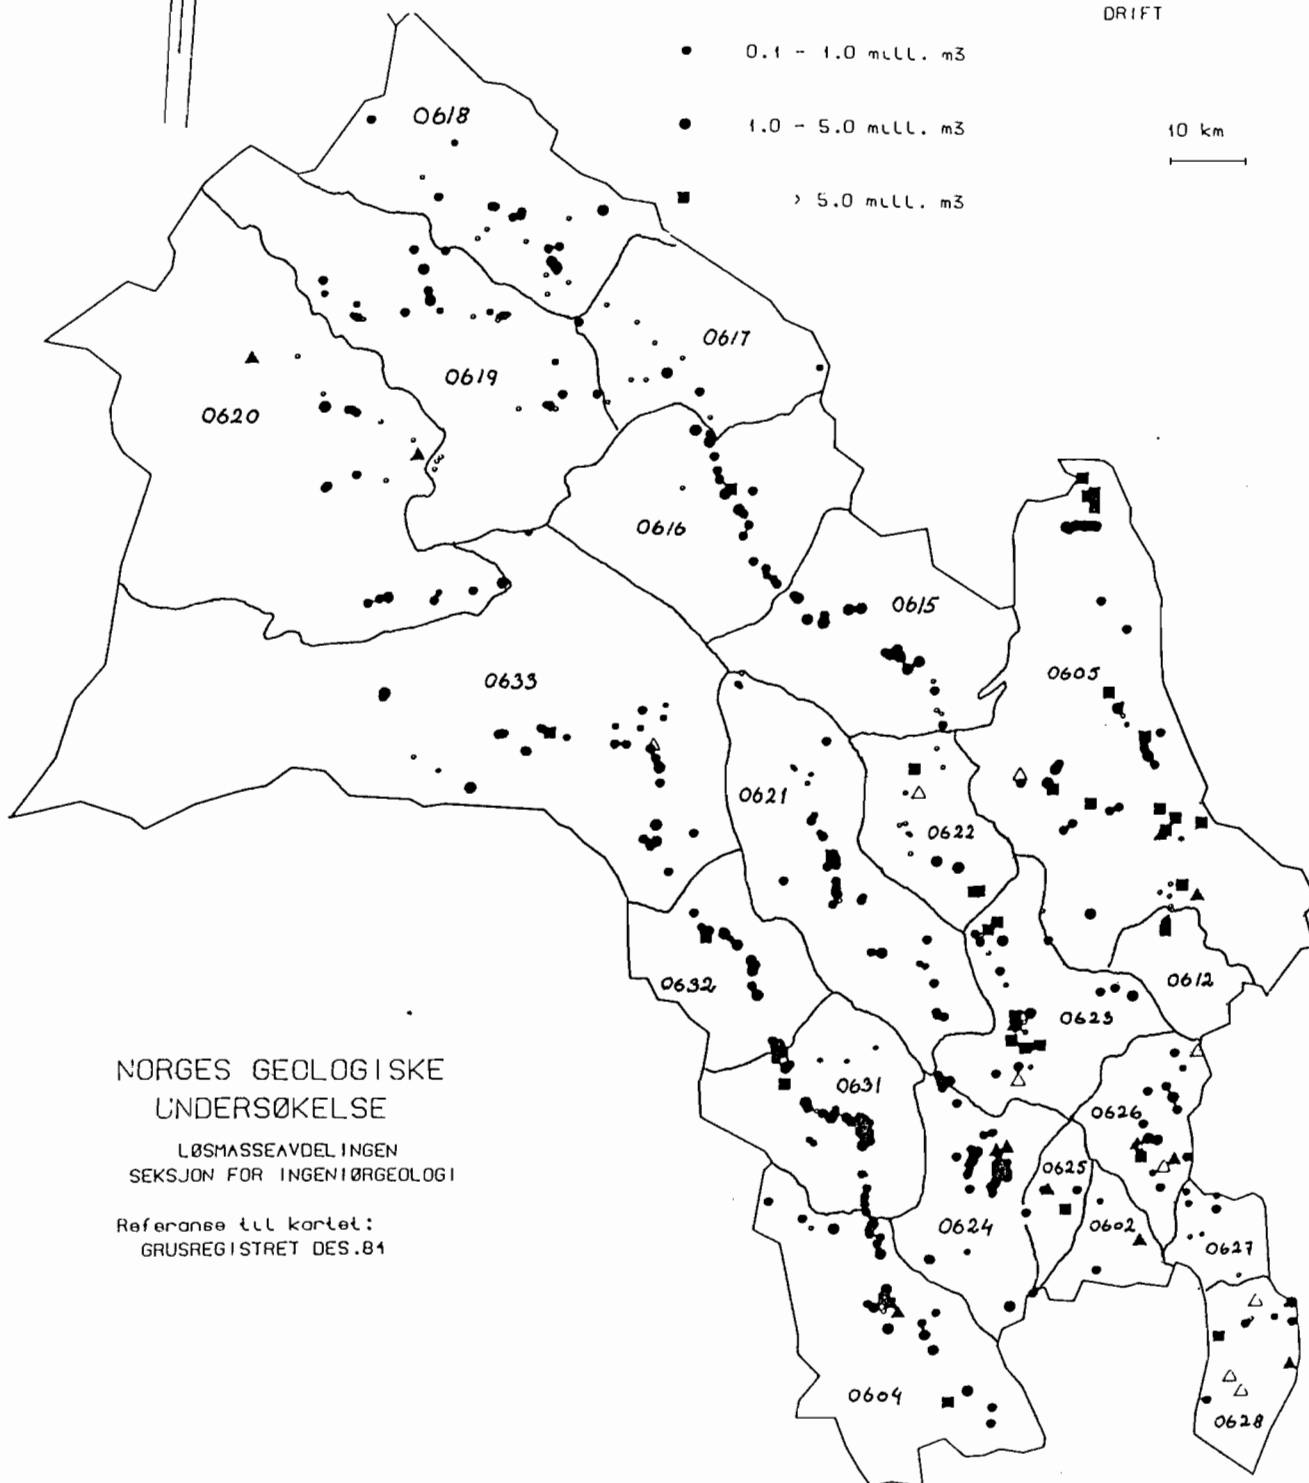 DRIFT
0.1 - 1.0 mill. m3
1.0 - 5.0 mill. m3
> 5.0 mill. m3
10 km
0618
0617
0619
0620
0616
0615
0605
0633
0621
0622
0632
0612
0623
0631
0626
0625
0602
0624
0627
0604
0628
NORGES GEOLOGISKE
UNDERSØKELSE
LØSMASSEAVDELINGEN
SEKSJON FOR INGENIØRGEOLOGI
Referanse til kartet:
GRUSREGISTRET DES.84